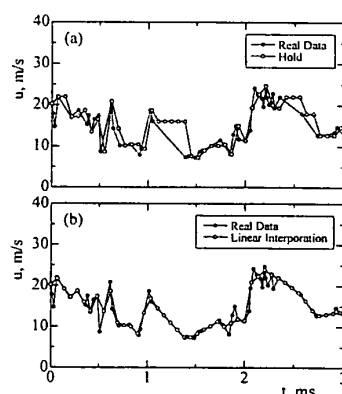 (a)
Real Data
Hold
u, m/s
40
30
20
10
0
(b)
Real Data
Linear Interporation
u, m/s
40
30
20
10
0
0
1
2
3
t, ms